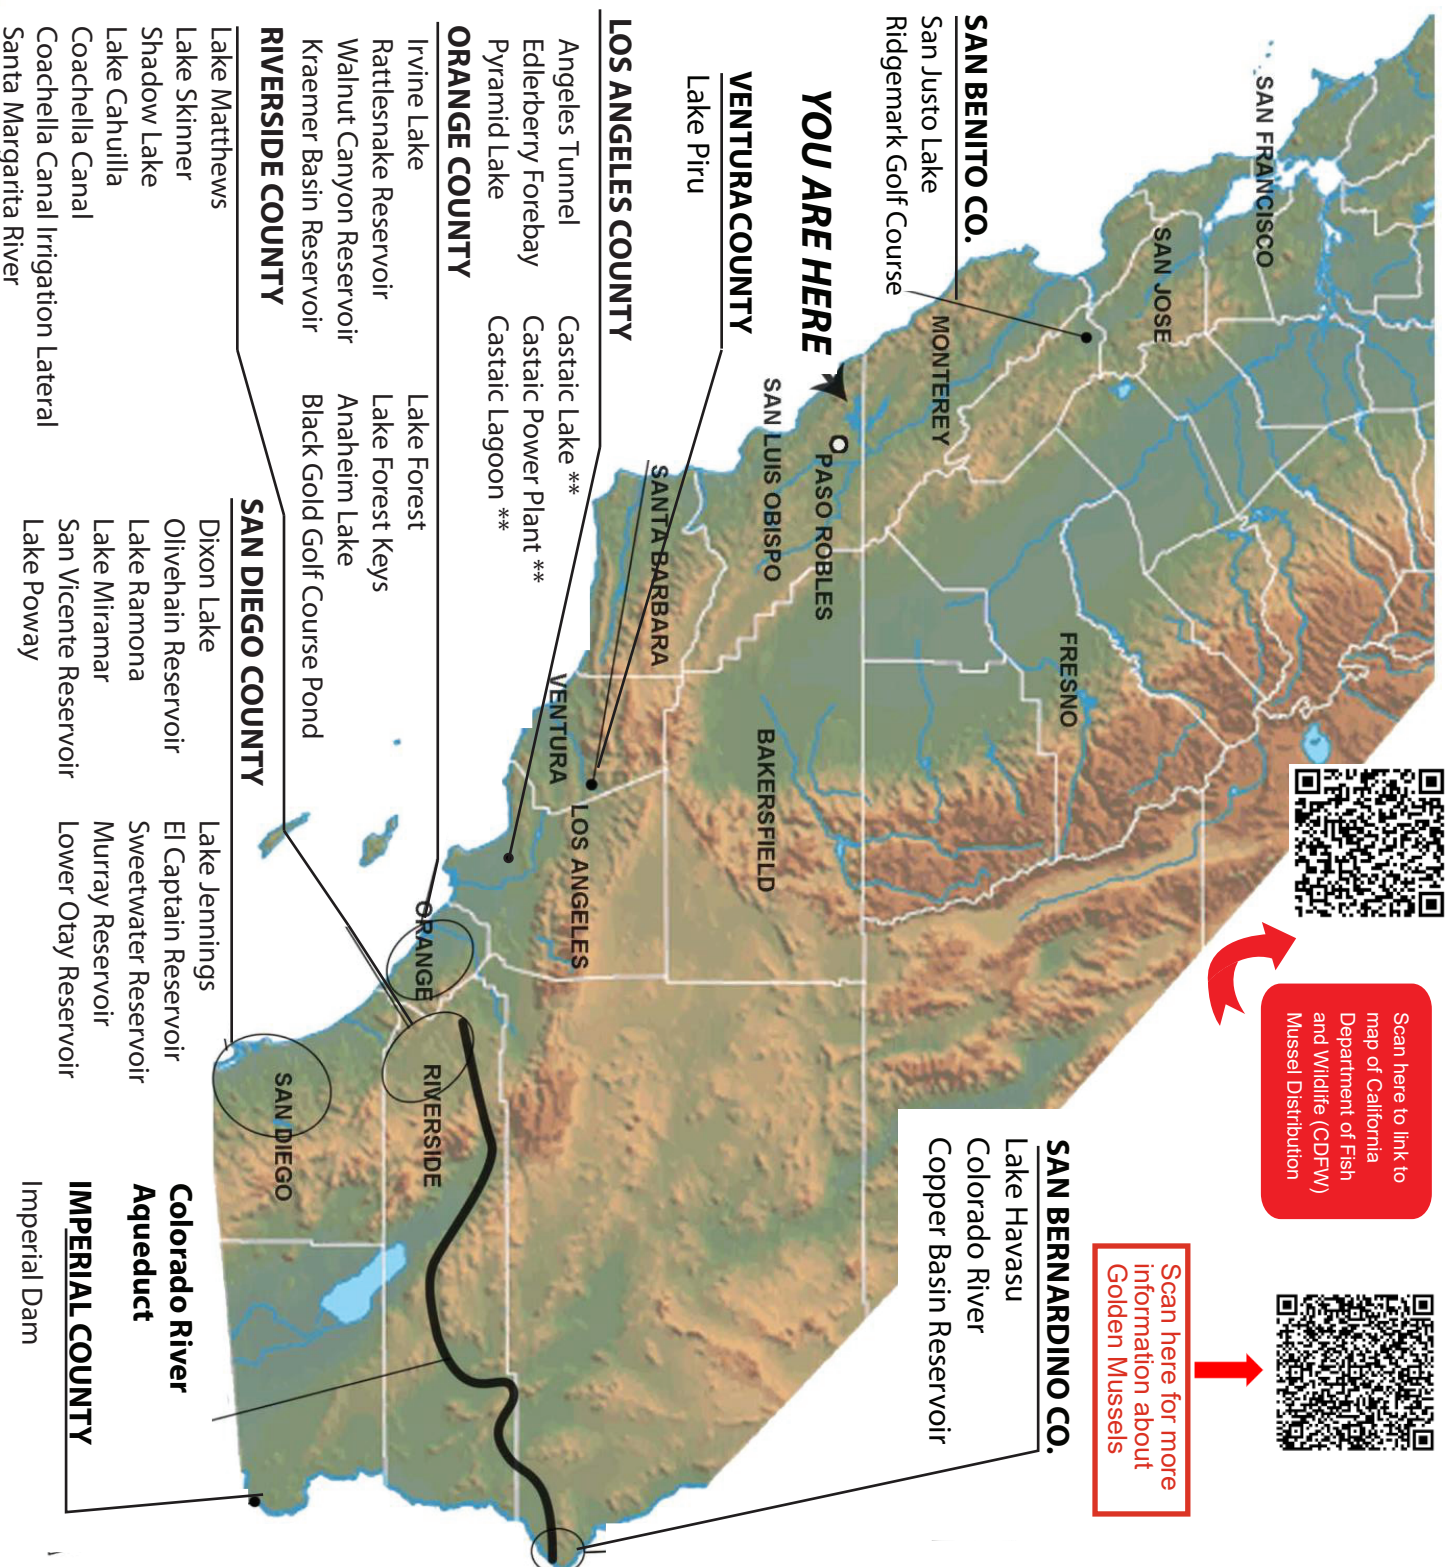 SAN BENITO CO.
San Justo Lake
Ridgemark Golf Course
YOU ARE HERE
VENTURA COUNTY
Lake Piru
LOS ANGELES COUNTY
Angeles Tunnel
Edlerberry Forebay
Pyramid Lake
Castaic Lake **
Castaic Power Plant **
Castaic Lagoon **
ORANGE COUNTY
Irvine Lake
Rattlesnake Reservoir
Walnut Canyon Reservoir
Kraemer Basin Reservoir
Lake Forest
Lake Forest Keys
Anaheim Lake
Black Gold Golf Course Pond
RIVERSIDE COUNTY
Lake Matthews
Lake Skinner
Shadow Lake
Lake Cahuilla
Coachella Canal
Coachella Canal Irrigation Lateral
Santa Margarita River
SAN DIEGO COUNTY
Dixon Lake
Olivehain Reservoir
Lake Ramona
Lake Miramar
San Vicente Reservoir
Lake Poway
Lake Jennings
El Captain Reservoir
Sweetwater Reservoir
Murray Reservoir
Lower Otay Reservoir
Colorado River
Aqueduct
IMPERIAL COUNTY
Imperial Dam
SAN BERNARDINO CO.
Lake Havasu
Colorado River
Copper Basin Reservoir
Scan here to link to
map of California
Department of Fish
and Wildlife (CDFW)
Mussel Distribution
Scan here for more
information about
Golden Mussels
SAN FRANCISCO
SAN JOSE
MONTEREY
FRESNO
PASO ROBLES
SAN LUIS OBISPO
BAKERSFIELD
SANTA BARBARA
VENTURA
LOS ANGELES
ORANGE
RIVERSIDE
SAN DIEGO